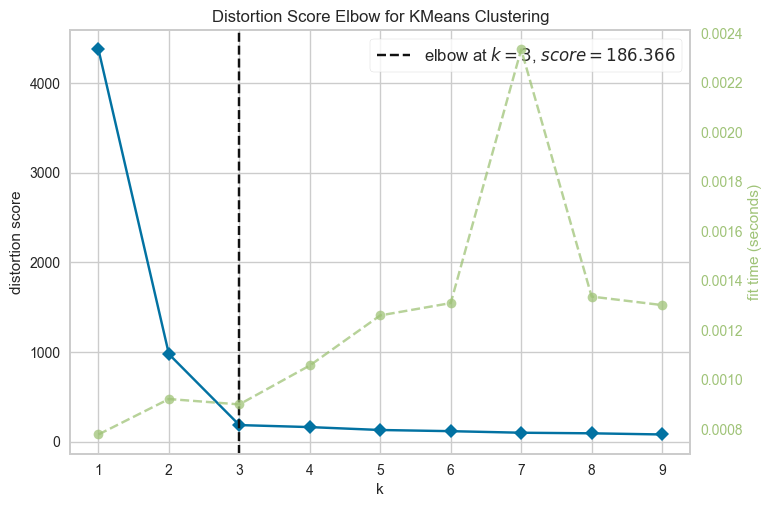 Distortion Score Elbow for KMeans Clustering
elbow at k = 3, score = 186.366
distortion score
4000
3000
2000
1000
0
0.0024
0.0022
0.0020
0.0018
0.0016
0.0014
0.0012
0.0010
0.0008
fit time (seconds)
1 2 3 4 5 6 7 8 9
k